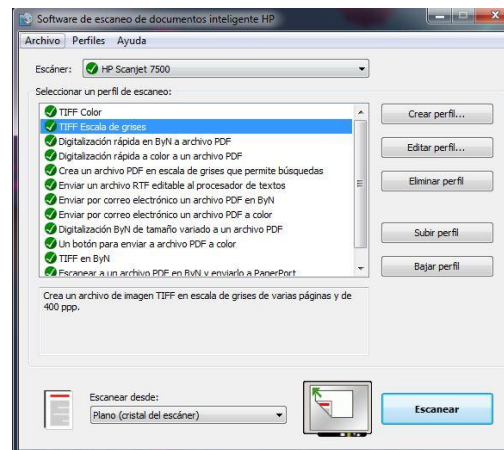 Software de escaneo de documentos inteligente HP
Archivo Perfiles Ayuda
Escáner: HP Scanjet 7500
Seleccionar un perfil de escaneo:
TIFF Color
TIFF Escala de grises
Digitalización rápida en ByN a archivo PDF
Digitalización rápida a color a un archivo PDF
Crea un archivo PDF en escala de grises que permite búsquedas
Enviar un archivo RTF editable al procesador de textos
Enviar por correo electrónico un archivo PDF en ByN
Enviar por correo electrónico un archivo PDF a color
Digitalización ByN de tamaño variado a un archivo PDF
Un botón para enviar a archivo PDF a color
TIFF en ByN
Escanear a un archivo PDF en ByN y enviarlo a PaperPort
Crear perfil...
Editar perfil...
Eliminar perfil
Subir perfil
Bajar perfil
Crea un archivo de imagen TIFF en escala de grises de varias páginas y de
400 ppp.
Escanear desde:
Plano (cristal del escáner)
Escanear